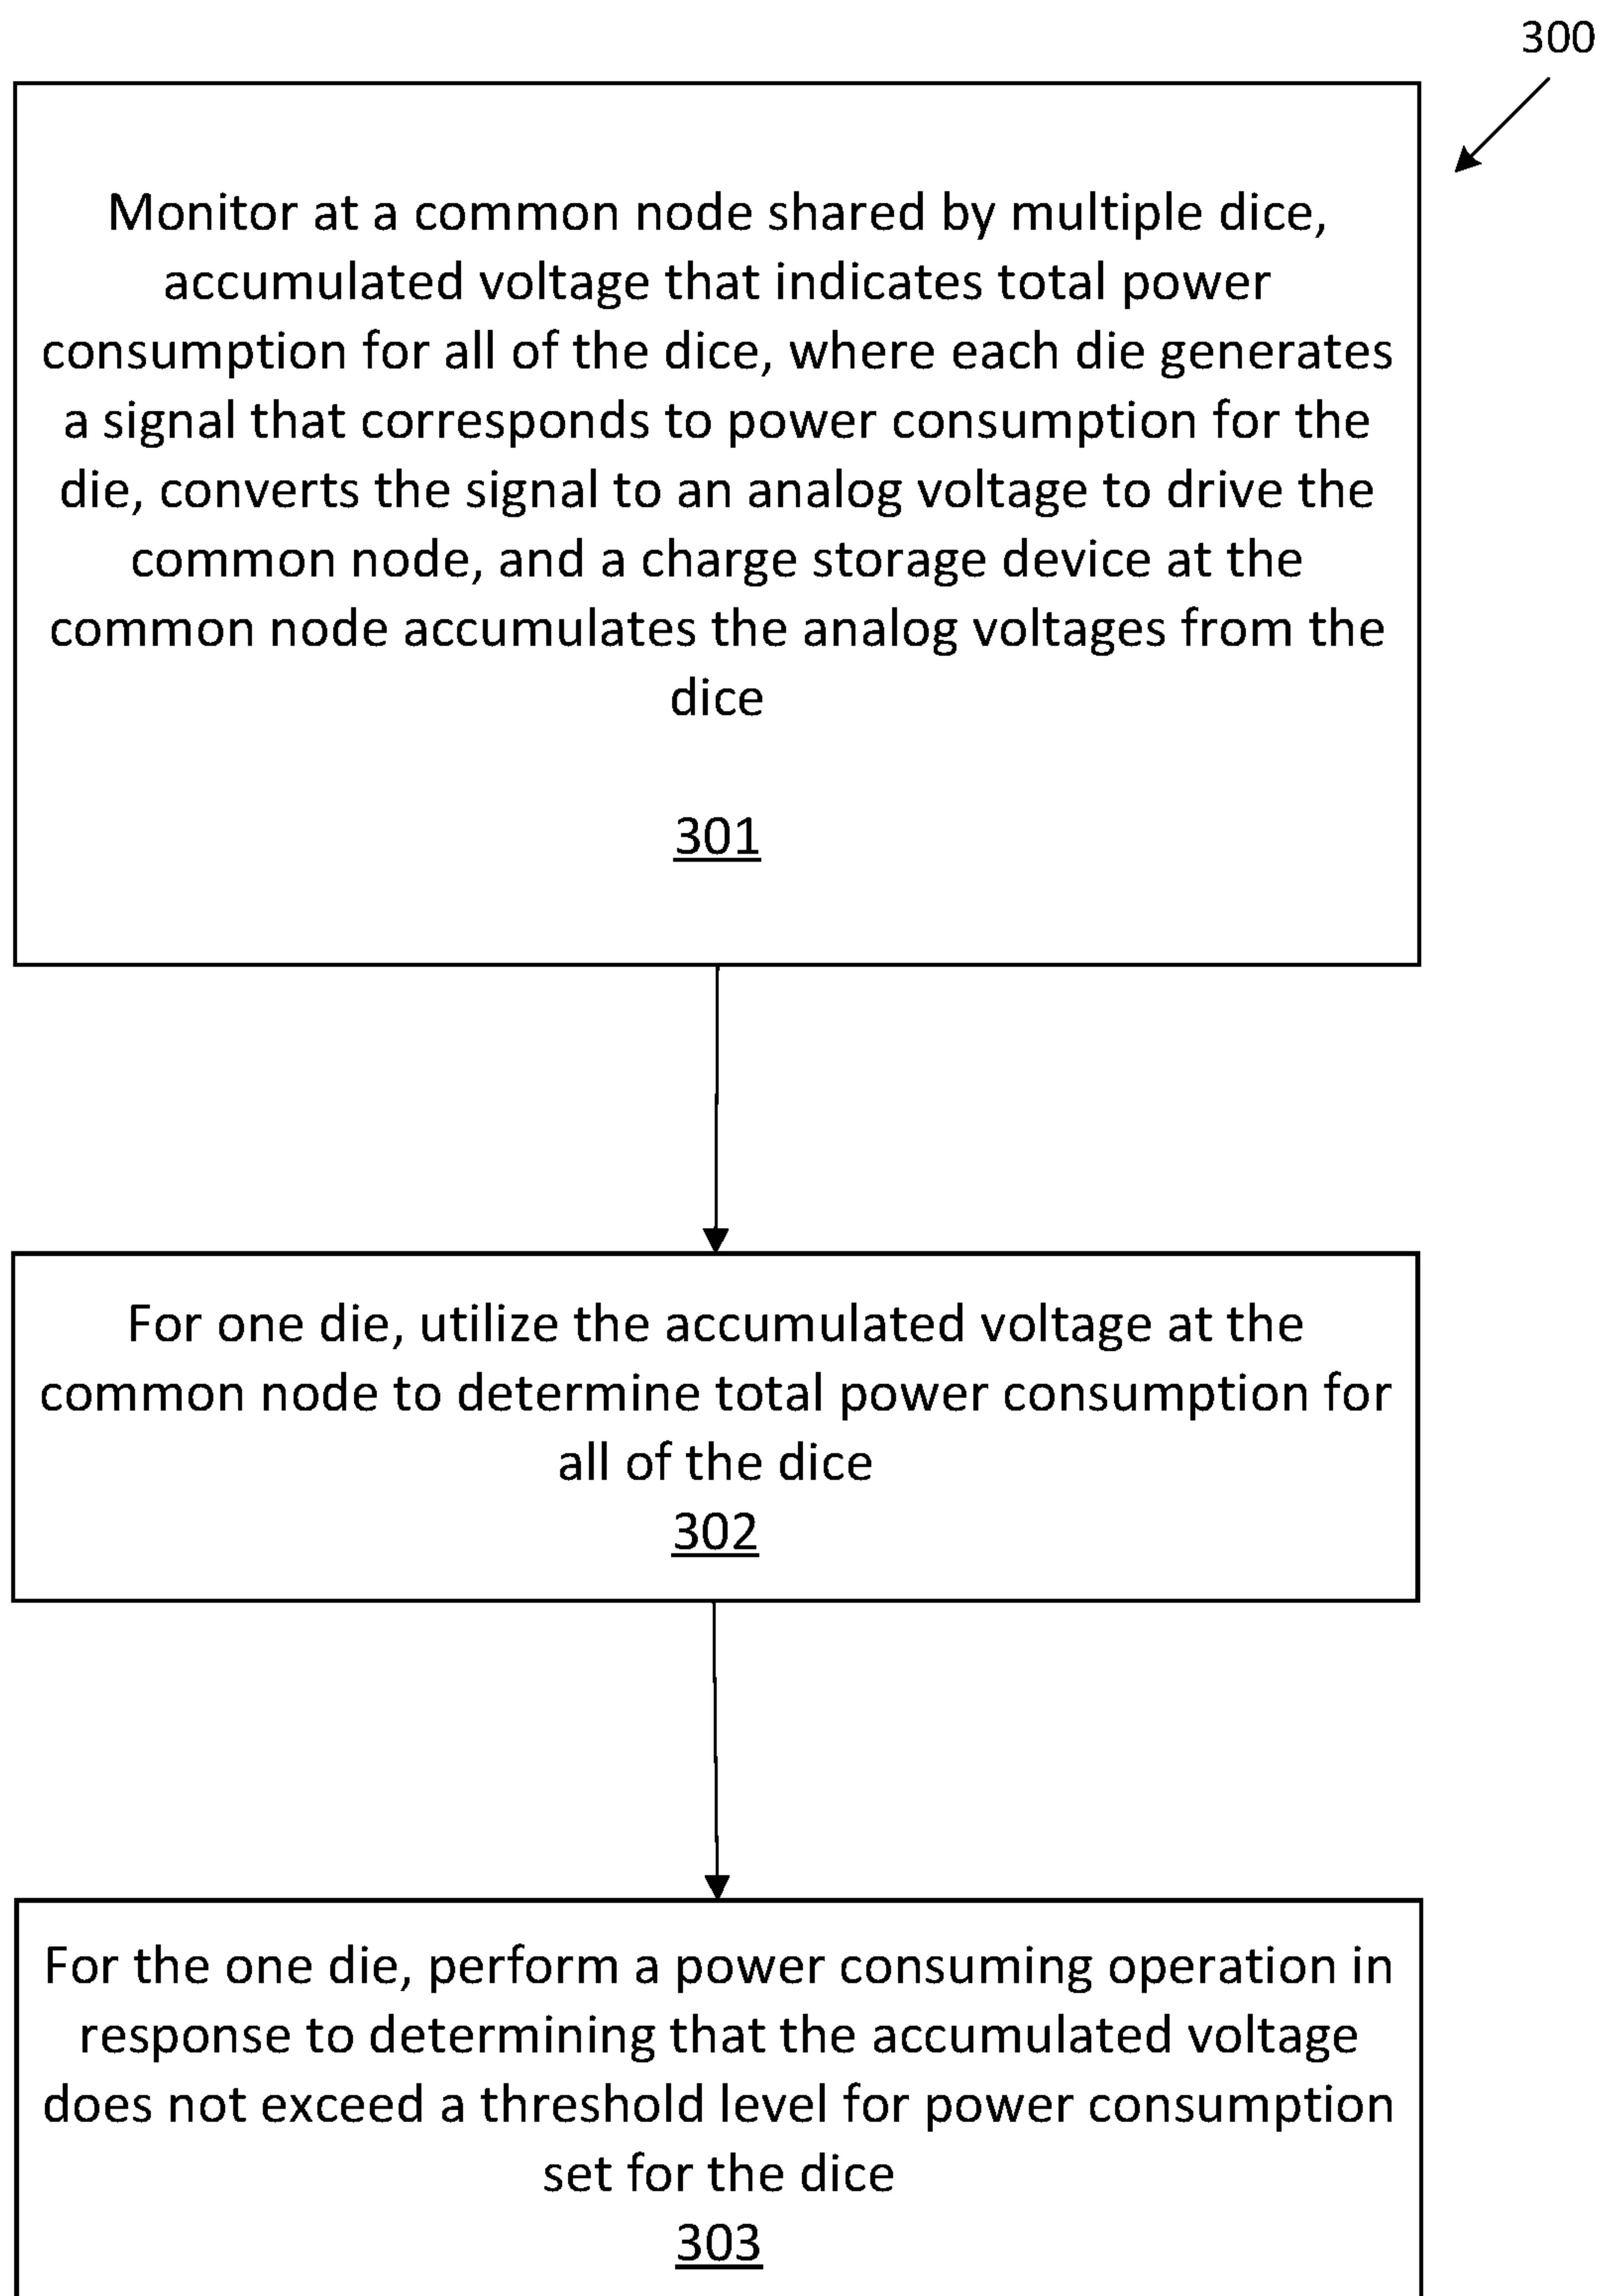 300
Monitor at a common node shared by multiple dice,
accumulated voltage that indicates total power
consumption for all of the dice, where each die generates
a signal that corresponds to power consumption for the
die, converts the signal to an analog voltage to drive the
common node, and a charge storage device at the
common node accumulates the analog voltages from the
dice
301
For one die, utilize the accumulated voltage at the
common node to determine total power consumption for
all of the dice
302
For the one die, perform a power consuming operation in
response to determining that the accumulated voltage
does not exceed a threshold level for power consumption
set for the dice
303